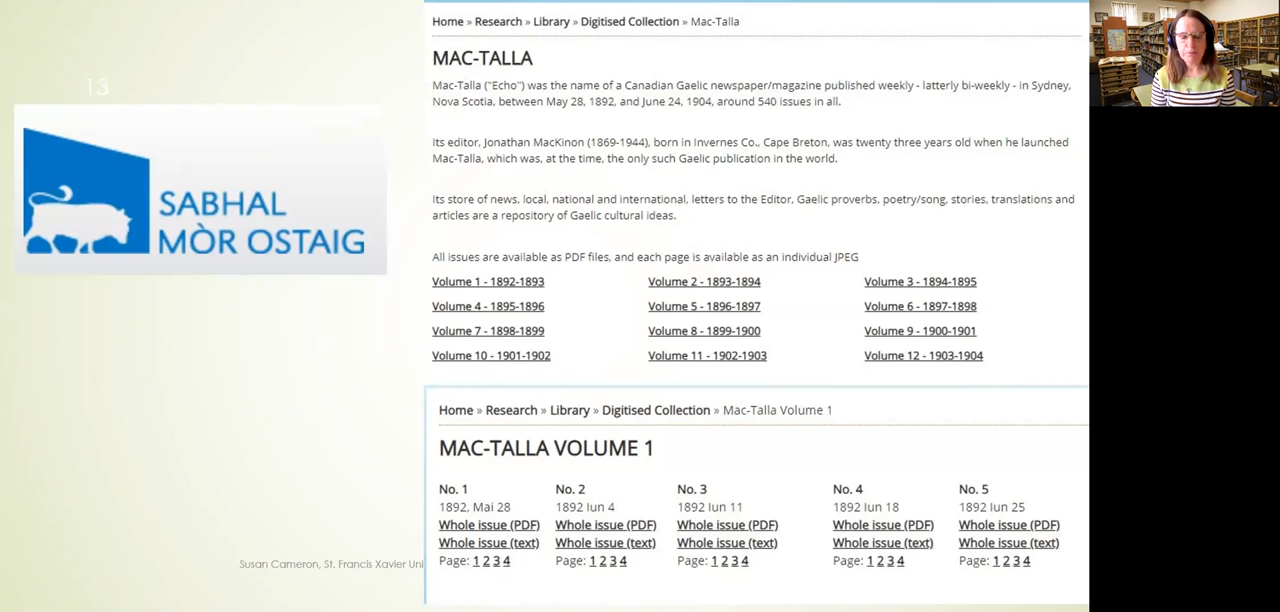 13
SABHAL
MÒR OSTAIG
Susan Cameron, St. Francis Xavier Uni
Home » Research » Library » Digitised Collection » Mac-Talla
MAC-TALLA
Mac-Talla ("Echo") was the name of a Canadian Gaelic newspaper/magazine published weekly - latterly bi-weekly - in Sydney,
Nova Scotia, between May 28, 1892, and June 24, 1904, around 540 issues in all.
Its editor, Jonathan MacKinon (1869-1944), born in Invernes Co., Cape Breton, was twenty three years old when he launched
Mac-Talla, which was, at the time, the only such Gaelic publication in the world.
Its store of news, local, national and international, letters to the Editor, Gaelic proverbs, poetry/song, stories, translations and
articles are a repository of Gaelic cultural ideas.
All issues are available as PDF files, and each page is available as an individual JPEG
Volume 1 - 1892-1893 Volume 2 - 1893-1894 Volume 3 - 1894-1895
Volume 4 - 1895-1896 Volume 5 - 1896-1897 Volume 6 - 1897-1898
Volume 7 - 1898-1899 Volume 8 - 1899-1900 Volume 9 - 1900-1901
Volume 10 - 1901-1902 Volume 11 - 1902-1903 Volume 12 - 1903-1904
Home » Research » Library » Digitised Collection » Mac-Talla Volume 1
MAC-TALLA VOLUME 1
No. 1 No. 2 No. 3 No. 4 No. 5
1892, Mai 28 1892 Iun 4 1892 Iun 11 1892 Iun 18 1892 Iun 25
Whole issue (PDF) Whole issue (PDF) Whole issue (PDF) Whole issue (PDF) Whole issue (PDF)
Whole issue (text) Whole issue (text) Whole issue (text) Whole issue (text) Whole issue (text)
Page: 1 2 3 4 Page: 1 2 3 4 Page: 1 2 3 4 Page: 1 2 3 4 Page: 1 2 3 4